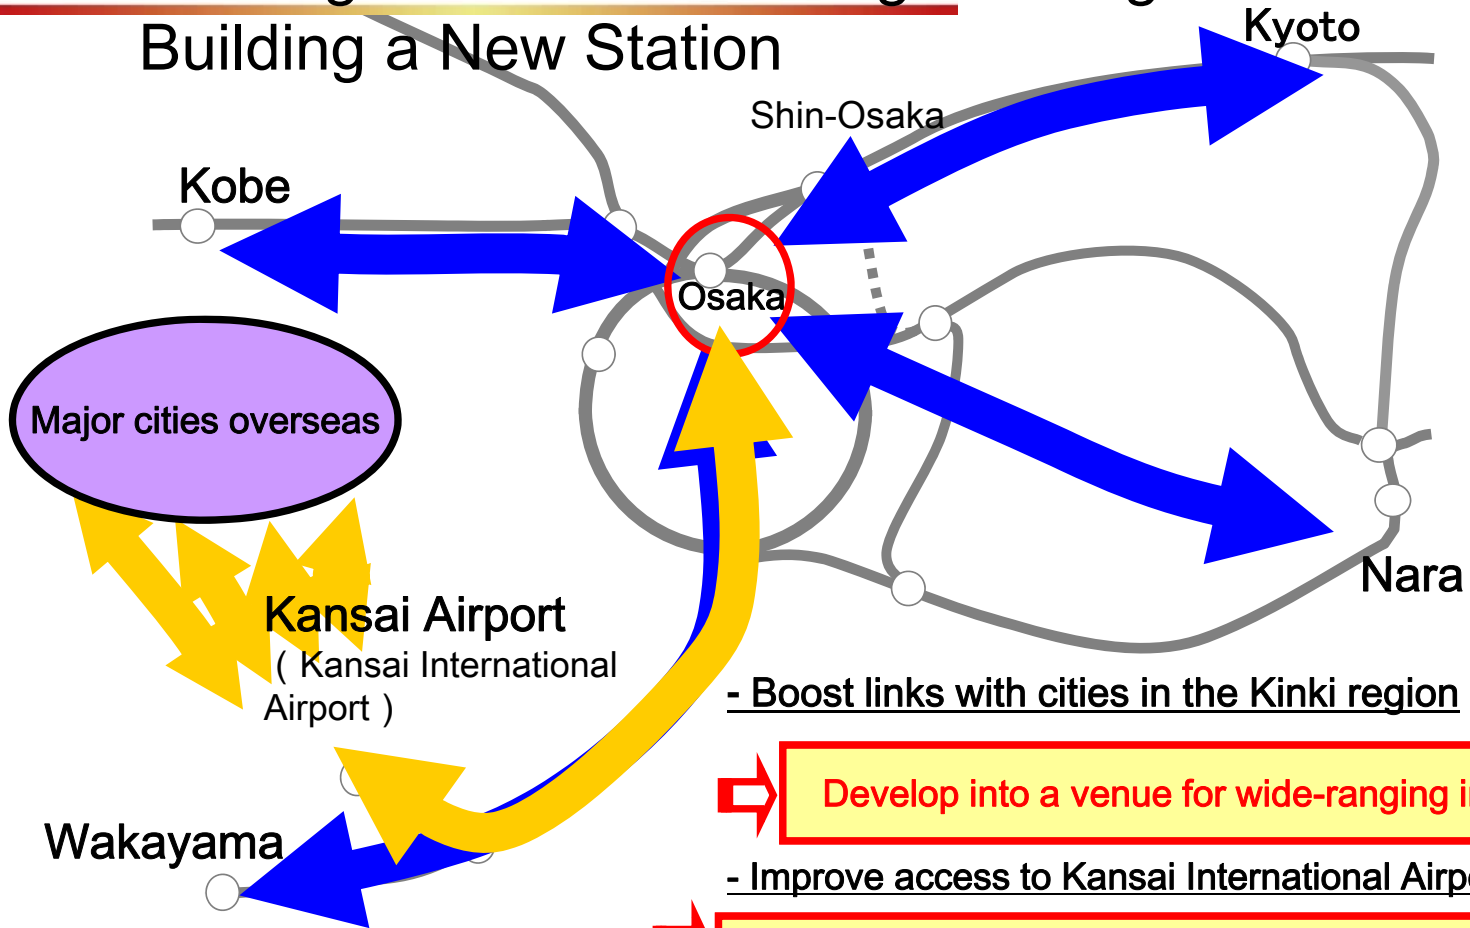 Building a New Station
Kyoto
Shin-Osaka
Kobe
Osaka
Major cities overseas
Kansai Airport
( Kansai International
Airport )
Nara
- Boost links with cities in the Kinki region
Develop into a venue for wide-ranging
Wakayama
- Improve access to Kansai International